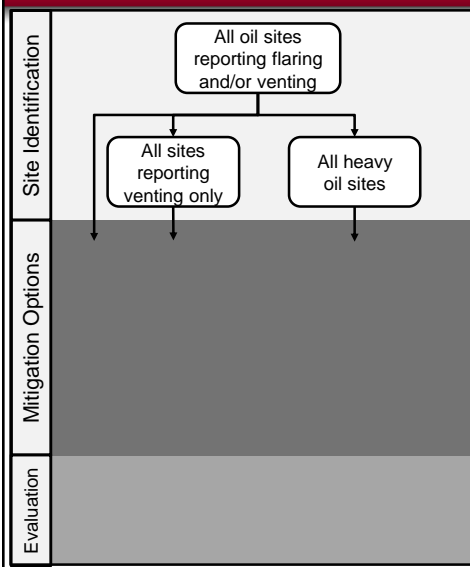 Site Identification
All oil sites
reporting flaring
and/or venting
All sites
reporting
venting only
All heavy
oil sites
Mitigation Options
Evaluation